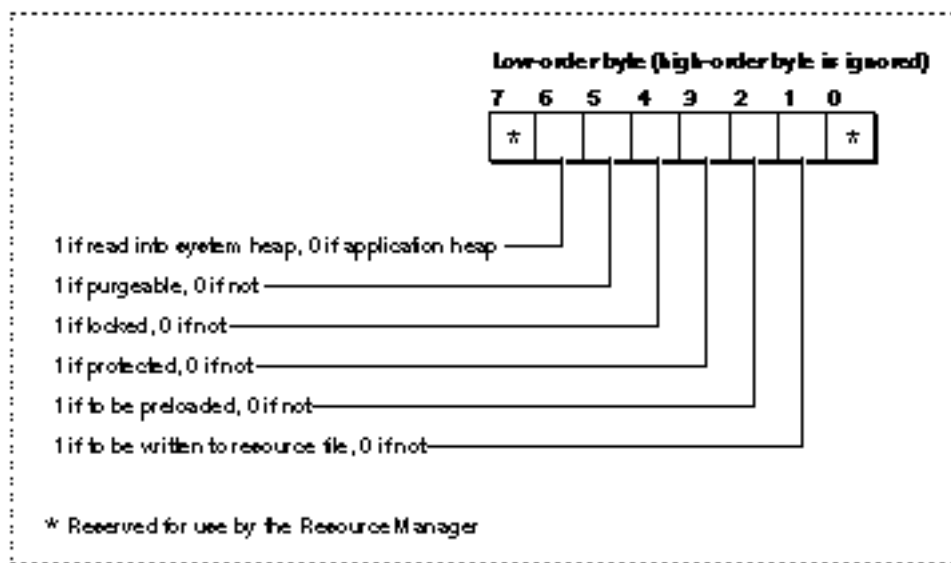 Low-order byte (high-order byte is ignored)
7 6 5 4 3 2 1 0
* *
1 if read into system heap, 0 if application heap
1 if purgeable, 0 if not
1 if locked, 0 if not
1 if protected, 0 if not
1 if to be preloaded, 0 if not
1 if to be written to resource file, 0 if not
* Reserved for use by the Resource Manager